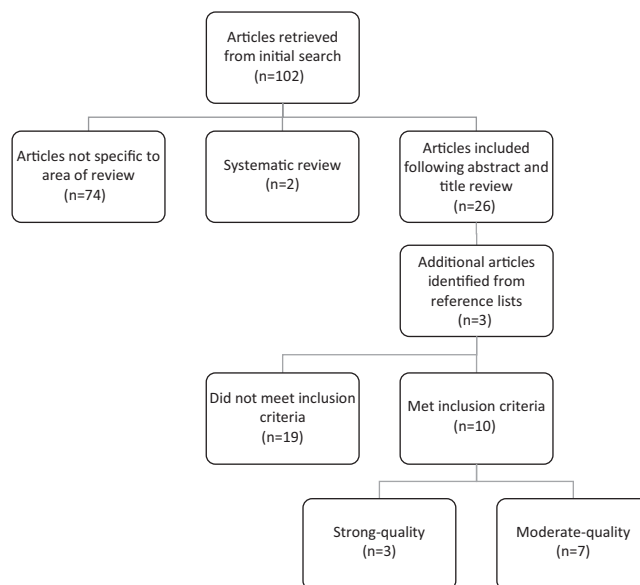 Articles retrieved
from initial search
(n=102)
Articles not specific to
area of review
(n=74)
Systematic review
(n=2)
Articles included
following abstract and
title review
(n=26)
Additional articles
identified from
reference lists
(n=3)
Did not meet inclusion
criteria
(n=19)
Met inclusion criteria
(n=10)
Strong-quality
(n=3)
Moderate-quality
(n=7)